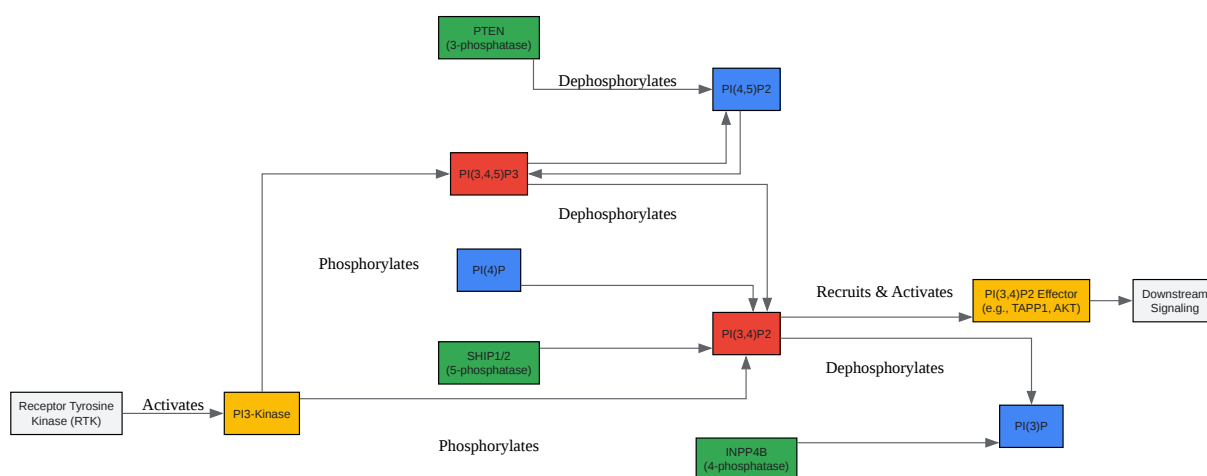 PTEN
(3-phosphatase)
Dephosphorylates
PI(4,5)P2
PI(3,4,5)P3
Dephosphorylates
Phosphorylates
PI(4)P
Recruits & Activates
PI(3,4)P2 Effector
(e.g., TAPP1, AKT)
Downstream
Signaling
PI(3,4)P2
SHIP1/2
(5-phosphatase)
Dephosphorylates
Receptor Tyrosine
Kinase (RTK)
Activates
PI3-Kinase
PI(3)P
Phosphorylates
INPP4B
(4-phosphatase)